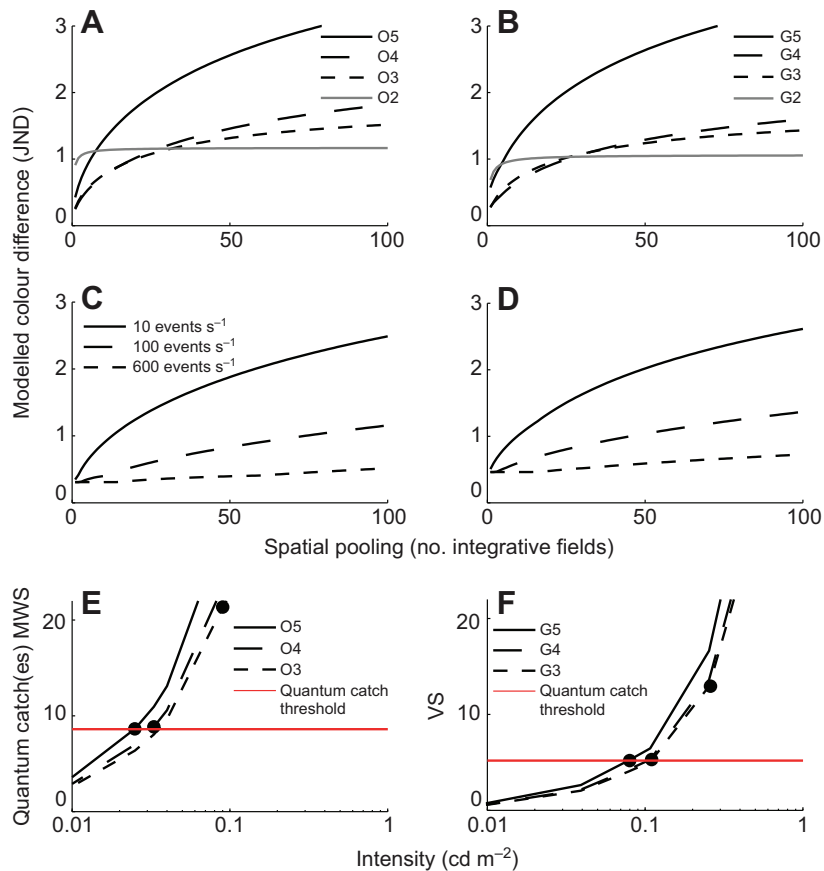 A
B
3
2
1
0
0
50
100
O5
O4
O3
O2
3
2
1
0
0
50
100
G5
G4
G3
G2
Modelled colour difference (JND)
C
D
3
2
1
0
0
50
100
10 events s⁻¹
100 events s⁻¹
600 events s⁻¹
3
2
1
0
0
50
100
Spatial pooling (no. integrative fields)
E
F
Quantum catch(es) MWS
20
10
0
0.01
0.1
1
O5
O4
O3
Quantum catch
threshold
VS
20
10
0
0.01
0.1
1
G5
G4
G3
Quantum catch
threshold
Intensity (cd m⁻²)